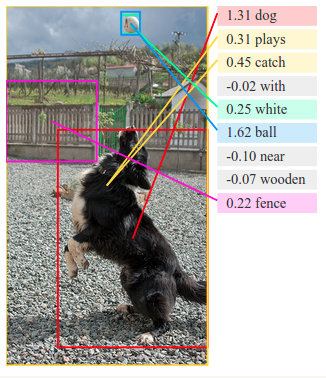 1.31 dog
0.31 plays
0.45 catch
-0.02 with
0.25 white
1.62 ball
-0.10 near
-0.07 wooden
0.22 fence